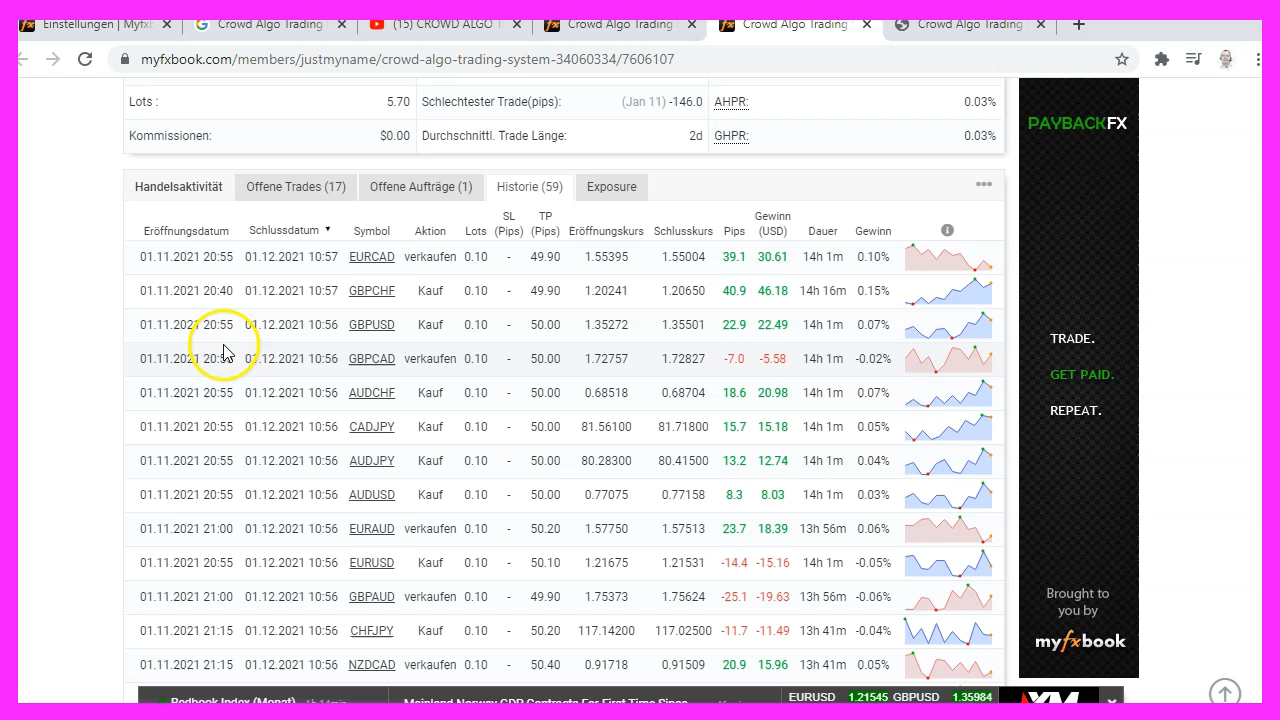 Einstellungen | Myfx
Crowd Algo Trading
(15) CROWD ALGO T
Crowd Algo Trading
Crowd Algo Trading
Crowd Algo Trading
myfxbook.com/members/justmyname/crowd-algo-trading-system/34060334/7606107
Lots : 5.70 Schlechtester Trade(pips): (Jan 11) -146.0 AHPR: 0.03%
Kommissionen: Durchschnittl. Trade Länge: 2d GHPR: 0.03%
Handelsaktivität Offene Trades (17) Offene Aufträge (1) Historie (59) Exposure
Eröffnungsdatum Schlussdatum Symbol Aktion Lots SL (Pips) TP (Pips) Eröffnungskurs Schlusskurs Pips Gewinn (USD) Dauer Gewinn
01.11.2021 20:55 01.12.2021 10:57 EURCAD verkaufen 0.10 - 49.90 1.55395 1.55004 39.1 30.61 14h 1m 0.10%
01.11.2021 20:40 01.12.2021 10:57 GBPCHF Kauf 0.10 - 49.90 1.20241 1.20650 40.9 46.18 14h 16m 0.15%
01.11.2021 20:55 01.12.2021 10:56 GBPUSD Kauf 0.10 - 50.00 1.35272 1.35501 22.9 22.49 14h 1m 0.07%
01.11.2021 01.12.2021 10:56 GBPCAD verkaufen 0.10 - 50.00 1.72757 1.72827 -7.0 -5.58 14h 1m -0.02%
01.11.2021 20:55 01.12.2021 10:56 AUDCHF Kauf 0.10 - 50.00 0.68518 0.68704 18.6 20.98 14h 1m 0.07%
01.11.2021 20:55 01.12.2021 10:56 CADJPY Kauf 0.10 - 50.00 81.56100 81.71800 15.7 15.18 14h 1m 0.05%
01.11.2021 20:55 01.12.2021 10:56 AUDJPY Kauf 0.10 - 50.00 80.28300 80.41500 13.2 12.74 14h 1m 0.04%
01.11.2021 20:55 01.12.2021 10:56 AUDUSD Kauf 0.10 - 50.00 0.77075 0.77158 8.3 8.03 14h 1m 0.03%
01.11.2021 21:00 01.12.2021 10:56 EURAUD verkaufen 0.10 - 50.20 1.57750 1.57513 23.7 18.39 13h 56m 0.06%
01.11.2021 20:55 01.12.2021 10:56 EURUSD Kauf 0.10 - 50.10 1.21675 1.21531 -14.4 -15.16 14h 1m -0.05%
01.11.2021 21:00 01.12.2021 10:56 GBPAUD verkaufen 0.10 - 49.90 1.75373 1.75624 -25.1 -19.63 13h 56m -0.06%
01.11.2021 21:15 01.12.2021 10:56 CHFJPY Kauf 0.10 - 50.20 117.14200 117.02500 -11.7 -11.49 13h 41m -0.04%
01.11.2021 21:15 01.12.2021 10:56 NZDCAD verkaufen 0.10 - 50.40 0.91718 0.91509 20.9 15.96 13h 41m 0.05%
Redbook Index (Monat) Mainland Norway GDP Contracts For First Time Since EURUSD 1.21545 GBPUSD 1.35984 XM
PAYBACKFX
TRADE.
GET PAID.
REPEAT.
Brought to
you by
myfxbook